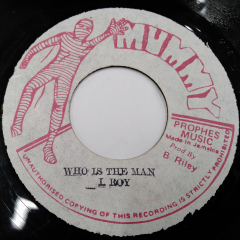 MUMMY
PROPHES
MUSIC
Made in Jamaica
Prod By
B Riley
WHO IS THE MAN
I ROY
UNAUTHORISED COPYING OF THIS RECORDING IS STRICTLY PROHIBITED